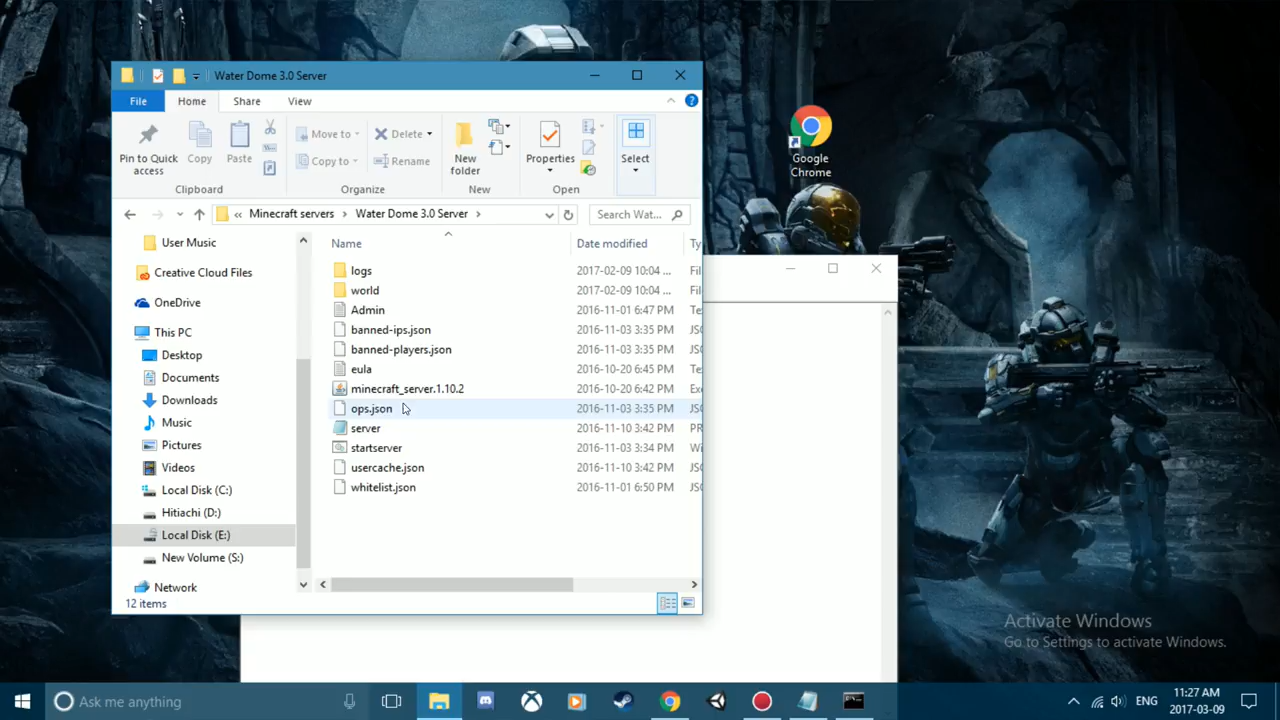 Water Dome 3.0 Server
File Home Share View
Pin to Quick access
Copy
Paste
Move to
Copy to
Delete
Rename
New folder
Properties
Select
Clipboard
Organize
New
Open
« Minecraft servers > Water Dome 3.0 Server >
Search Wat...
Name Date modified Ty
User Music
Creative Cloud Files
OneDrive
This PC
Desktop
Documents
Downloads
Music
Pictures
Videos
Local Disk (C:)
Hitiachi (D:)
Local Disk (E:)
New Volume (S:)
Network
logs 2017-02-09 10:04 ... Fil
world 2017-02-09 10:04 ... Fil
Admin 2016-11-01 6:47 PM Te
banned-ips.json 2016-11-03 3:35 PM JSC
banned-players.json 2016-11-03 3:35 PM JSC
eula 2016-10-20 6:45 PM Te
minecraft_server.1.10.2 2016-10-20 6:42 PM Exe
ops.json 2016-11-03 3:35 PM JSC
server 2016-11-10 3:42 PM PR
startserver 2016-11-03 3:34 PM Wi
usercache.json 2016-11-10 3:42 PM JSC
whitelist.json 2016-11-01 6:50 PM JSC
12 items
Google Chrome
Activate Windows
Go to Settings to activate Windows.
Ask me anything
ENG
11:27 AM
2017-03-09